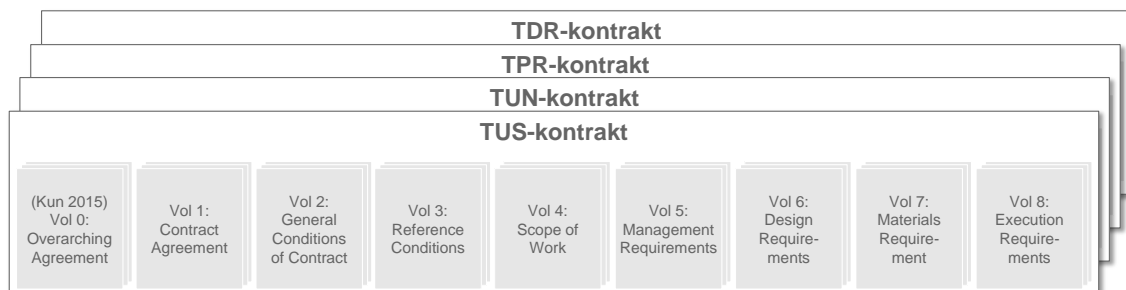 TDR-kontrakt
TPR-kontrakt
TUN-kontrakt
TUS-kontrakt
(Kun 2015)
Vol 0:
Overarching
Agreement
Vol 1:
Contract
Agreement
Vol 2:
General
Conditions
of Contract
Vol 3:
Reference
Conditions
Vol 4:
Scope of
Work
Vol 5:
Management
Requirements
Vol 6:
Design
Require-
ments
Vol 7:
Materials
Require-
ment
Vol 8:
Execution
Require-
ments